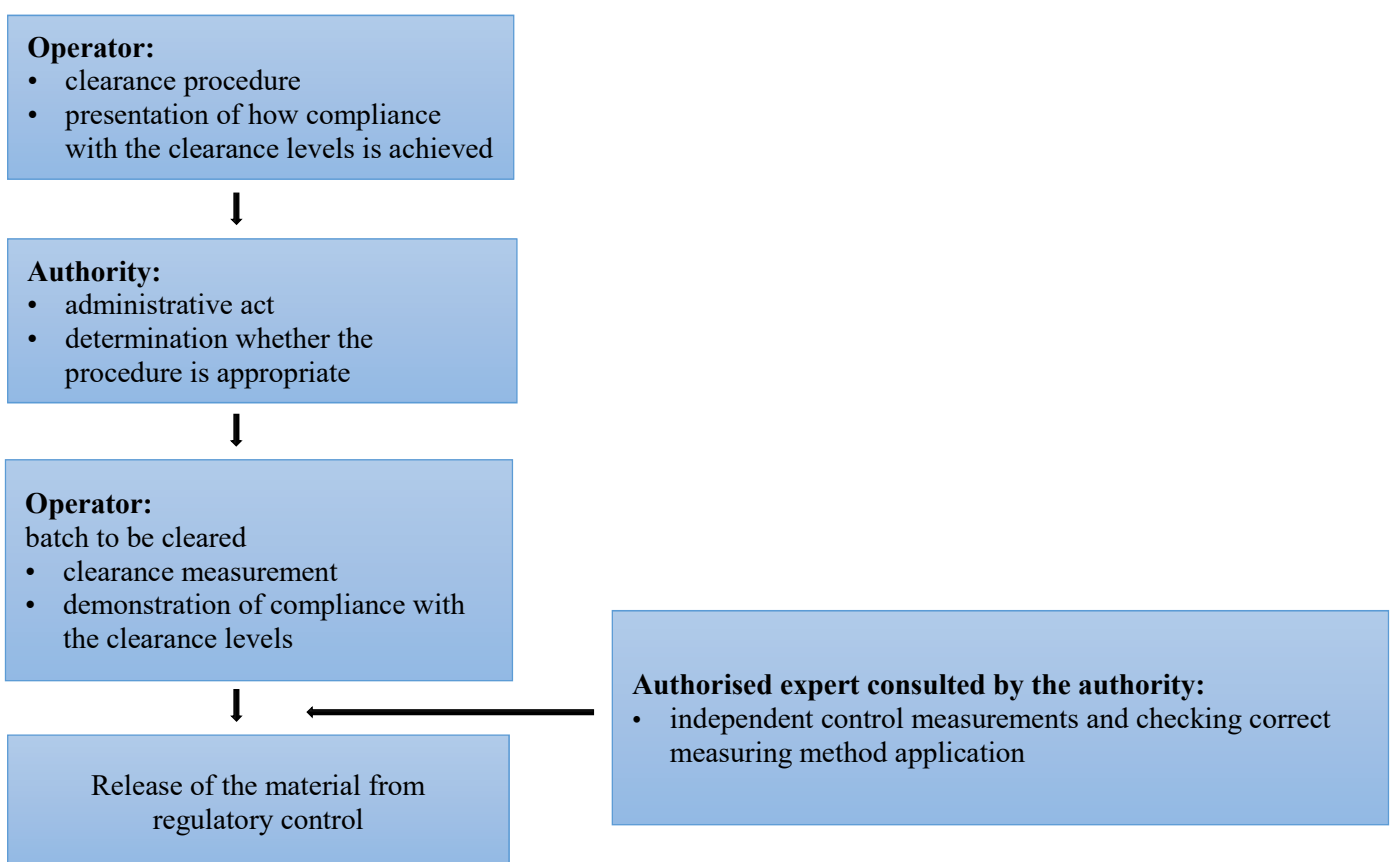 Operator:
• clearance procedure
• presentation of how compliance
with the clearance levels is achieved
Authority:
• administrative act
• determination whether the
procedure is appropriate
Operator:
batch to be cleared
• clearance measurement
• demonstration of compliance with
the clearance levels
Authorised expert consulted by the authority:
• independent control measurements and checking correct
measuring method application
Release of the material from
regulatory control